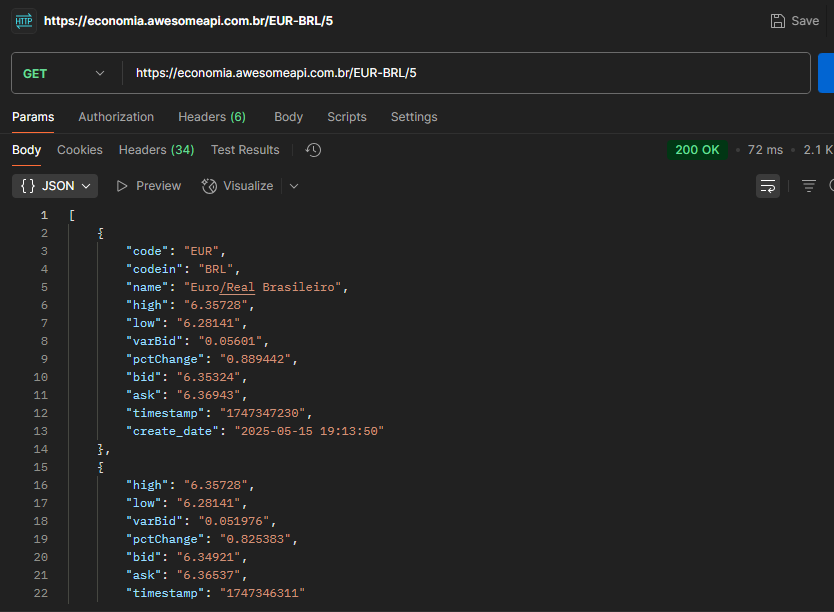 HTTP https://economia.awesomeapi.com.br/EUR-BRL/5 Save
GET https://economia.awesomeapi.com.br/EUR-BRL/5
Params Authorization Headers (6) Body Scripts Settings
Body Cookies Headers (34) Test Results 200 OK • 72 ms • 2.1 K
{} JSON Preview Visualize
1 [
2 {
3 "code": "EUR",
4 "codein": "BRL",
5 "name": "Euro/Real Brasileiro",
6 "high": "6.35728",
7 "low": "6.28141",
8 "varBid": "0.05601",
9 "pctChange": "0.889442",
10 "bid": "6.35324",
11 "ask": "6.36943",
12 "timestamp": "1747347230",
13 "create_date": "2025-05-15 19:13:50"
14 },
15 {
16 "high": "6.35728",
17 "low": "6.28141",
18 "varBid": "0.051976",
19 "pctChange": "0.825383",
20 "bid": "6.34921",
21 "ask": "6.36537",
22 "timestamp": "1747346311"